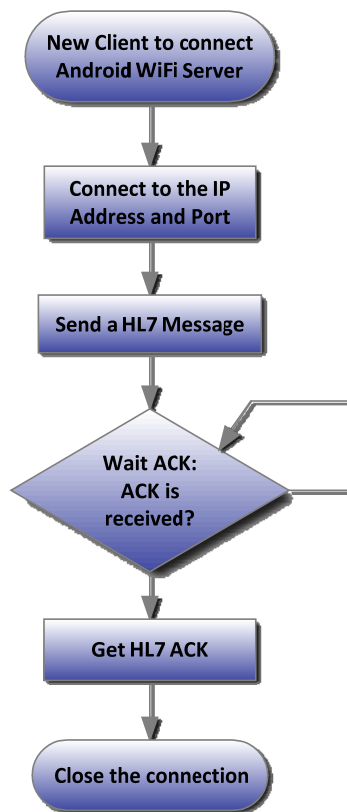 New Client to connect
Android WiFi Server
Connect to the IP
Address and Port
Send a HL7 Message
Wait ACK:
ACK is
received?
Get HL7 ACK
Close the connection